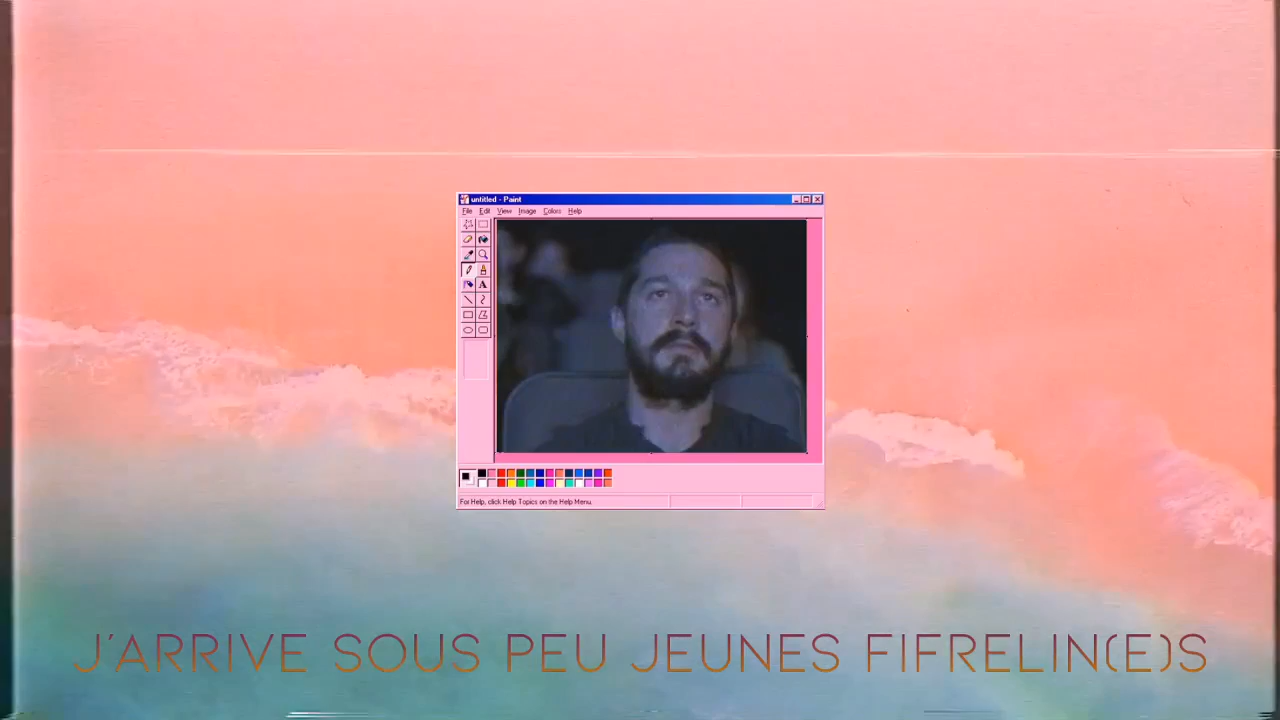 untitled - Paint
File Edit View Image Colors Help
A
For Help, click Help Topics on the Help Menu.
J'ARRIVE SOUS PEU JEUNES FIFRELIN(E)S